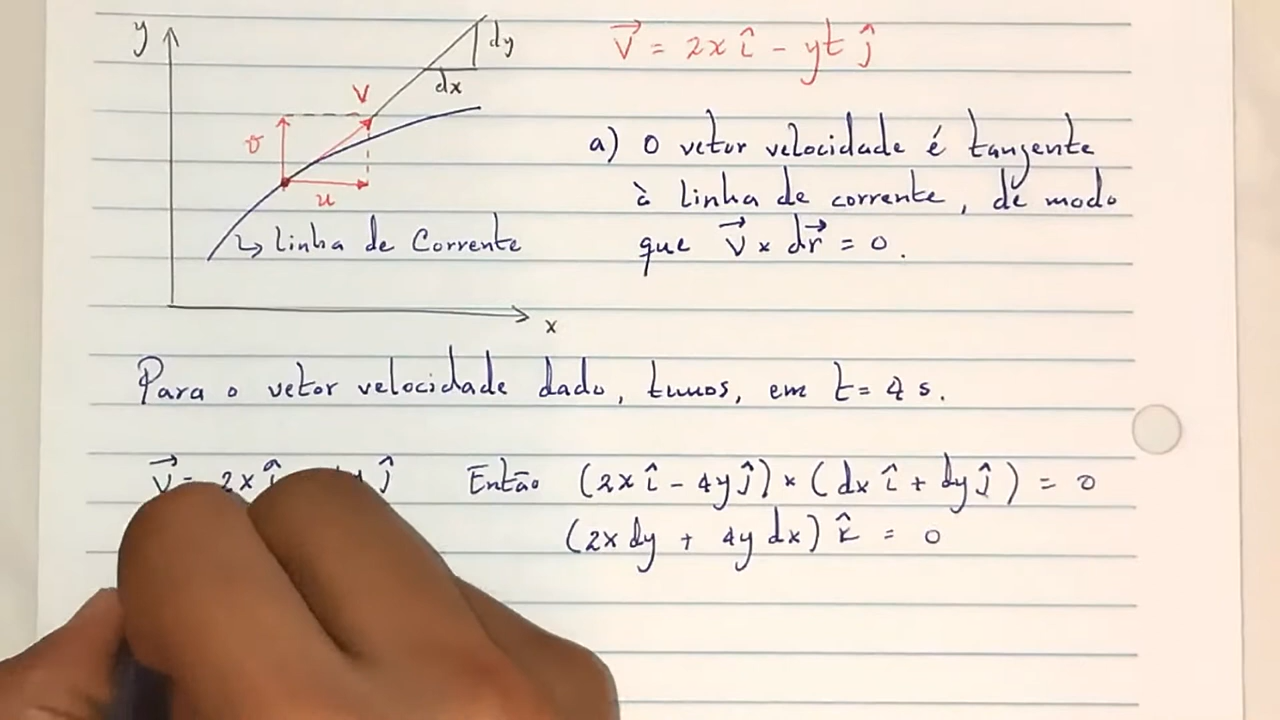 y
dy
dx
V
v
u
↳ Linha de Corrente
x
V⃗ = 2x î - yt ĵ
a) O vetor velocidade é tangente
à linha de corrente, de modo
que V⃗ × dr⃗ = 0.
Para o vetor velocidade dado, temos, em t = 4 s.
V⃗ = 2x î ĵ Então (2x î - 4y ĵ) × (dx î + dy ĵ) = 0
(2x dy + 4y dx) k̂ = 0